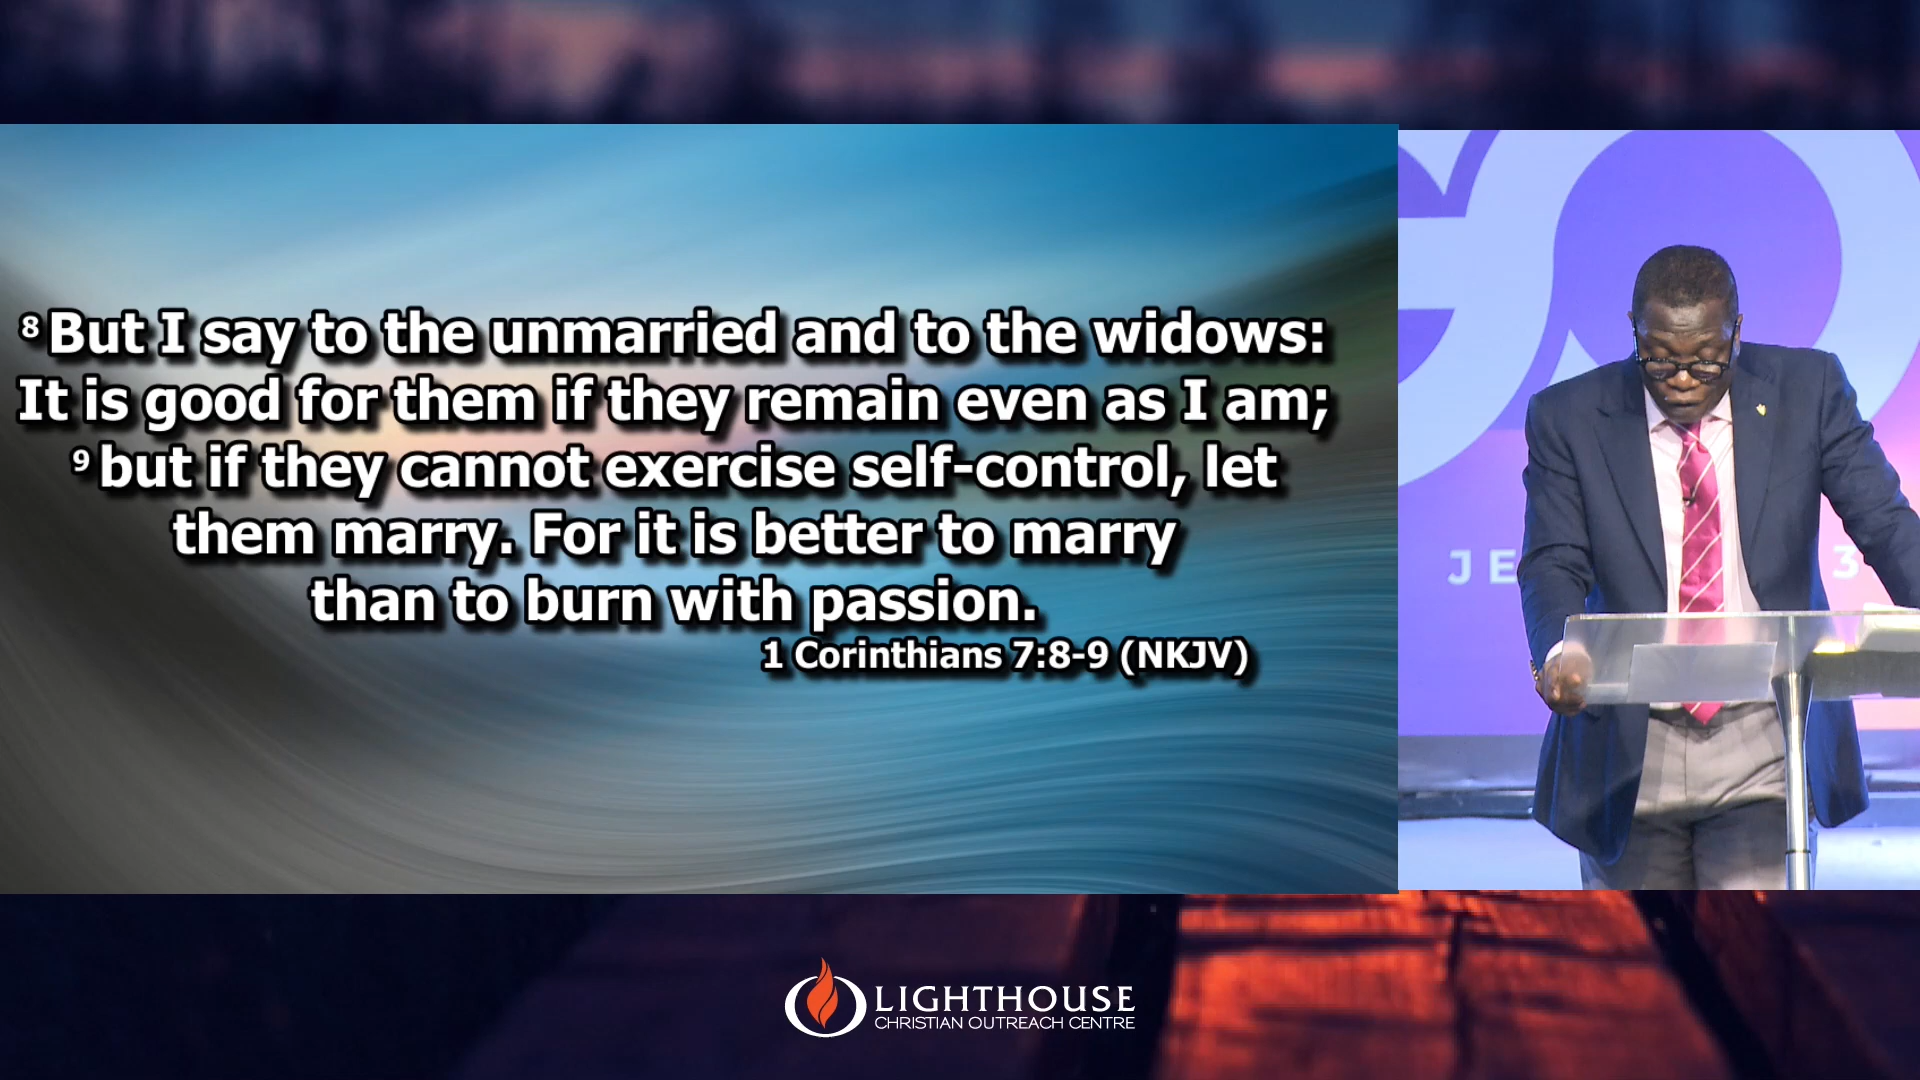 8 But I say to the unmarried and to the widows:
It is good for them if they remain even as I am;
9 but if they cannot exercise self-control, let
them marry. For it is better to marry
than to burn with passion.
1 Corinthians 7:8-9 (NKJV)
JE
3
LIGHTHOUSE
CHRISTIAN OUTREACH CENTRE